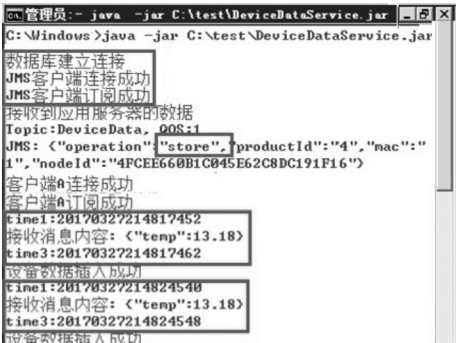 管理员:- java -jar C:\test\DeviceDataService.jar
C:\Windows>java -jar C:\test\DeviceDataService.jar
数据库建立连接
JMS客户端连接成功
JMS客户端订阅成功
接收到应用服务器的数据
Topic:DeviceData, QOS:1
JMS: {"operation":"store","productId":"4","mac":"
1","nodeId":"4FCEE660B1C045E62C8DC191F16"}
客户端A连接成功
客户端A订阅成功
time1:20170327214817452
接收消息内容: {"temp":13.18}
time3:20170327214817462
设备数据插入成功
time1:20170327214824540
接收消息内容: {"temp":13.18}
time3:20170327214824548
设备数据插入成功